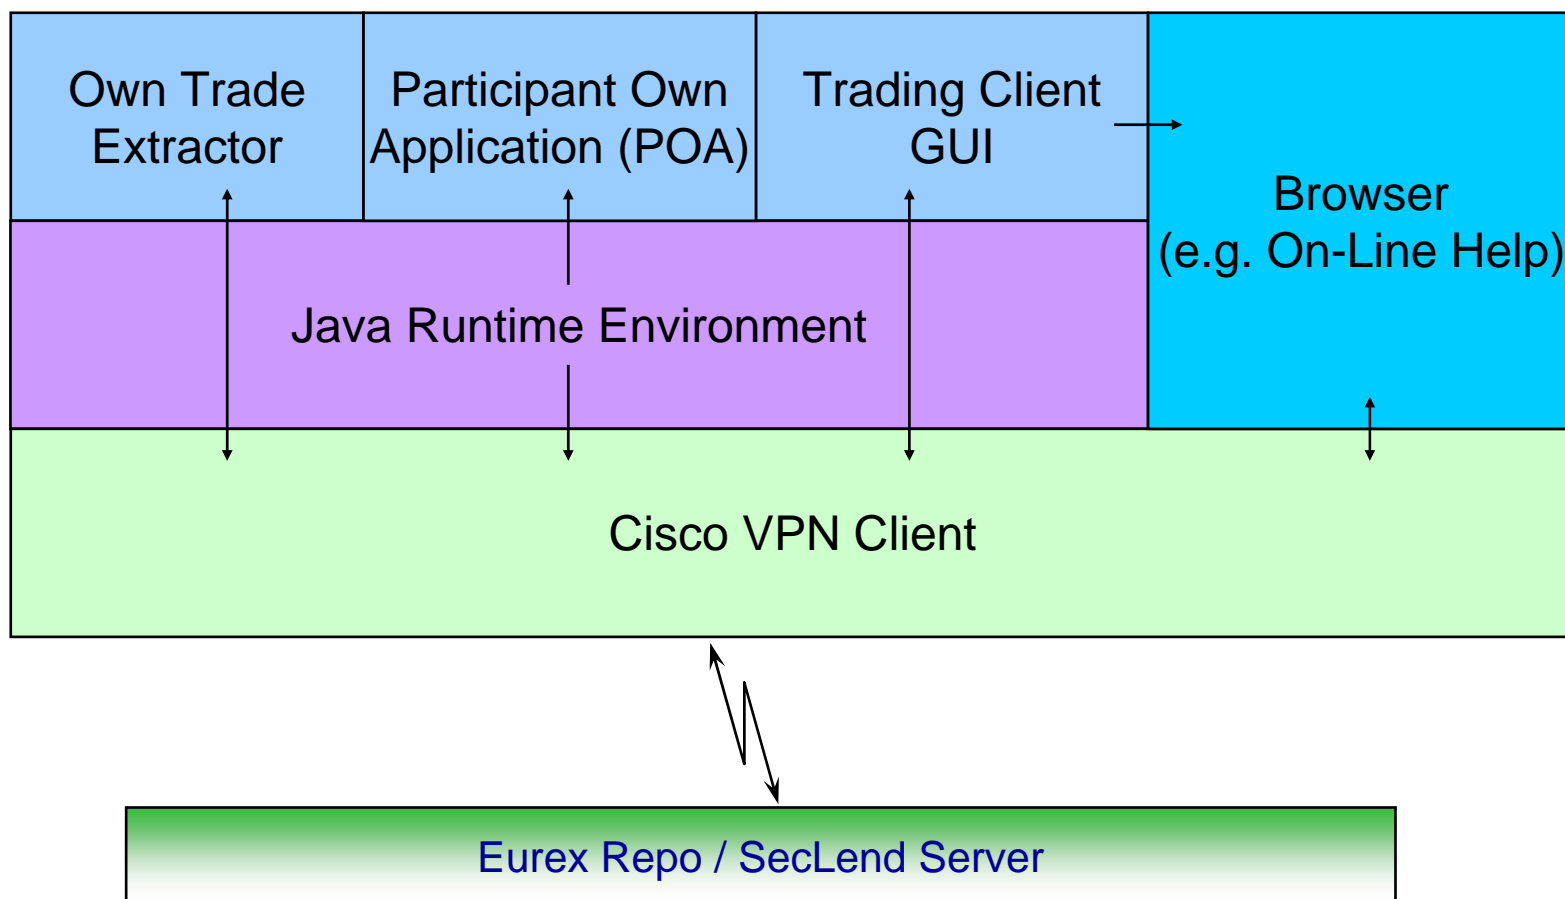 Own Trade
Extractor
Participant Own
Application (POA)
Trading Client
GUI
Browser
(e.g. On-Line Help)
Java Runtime Environment
Cisco VPN Client
Eurex Repo / SecLend Server